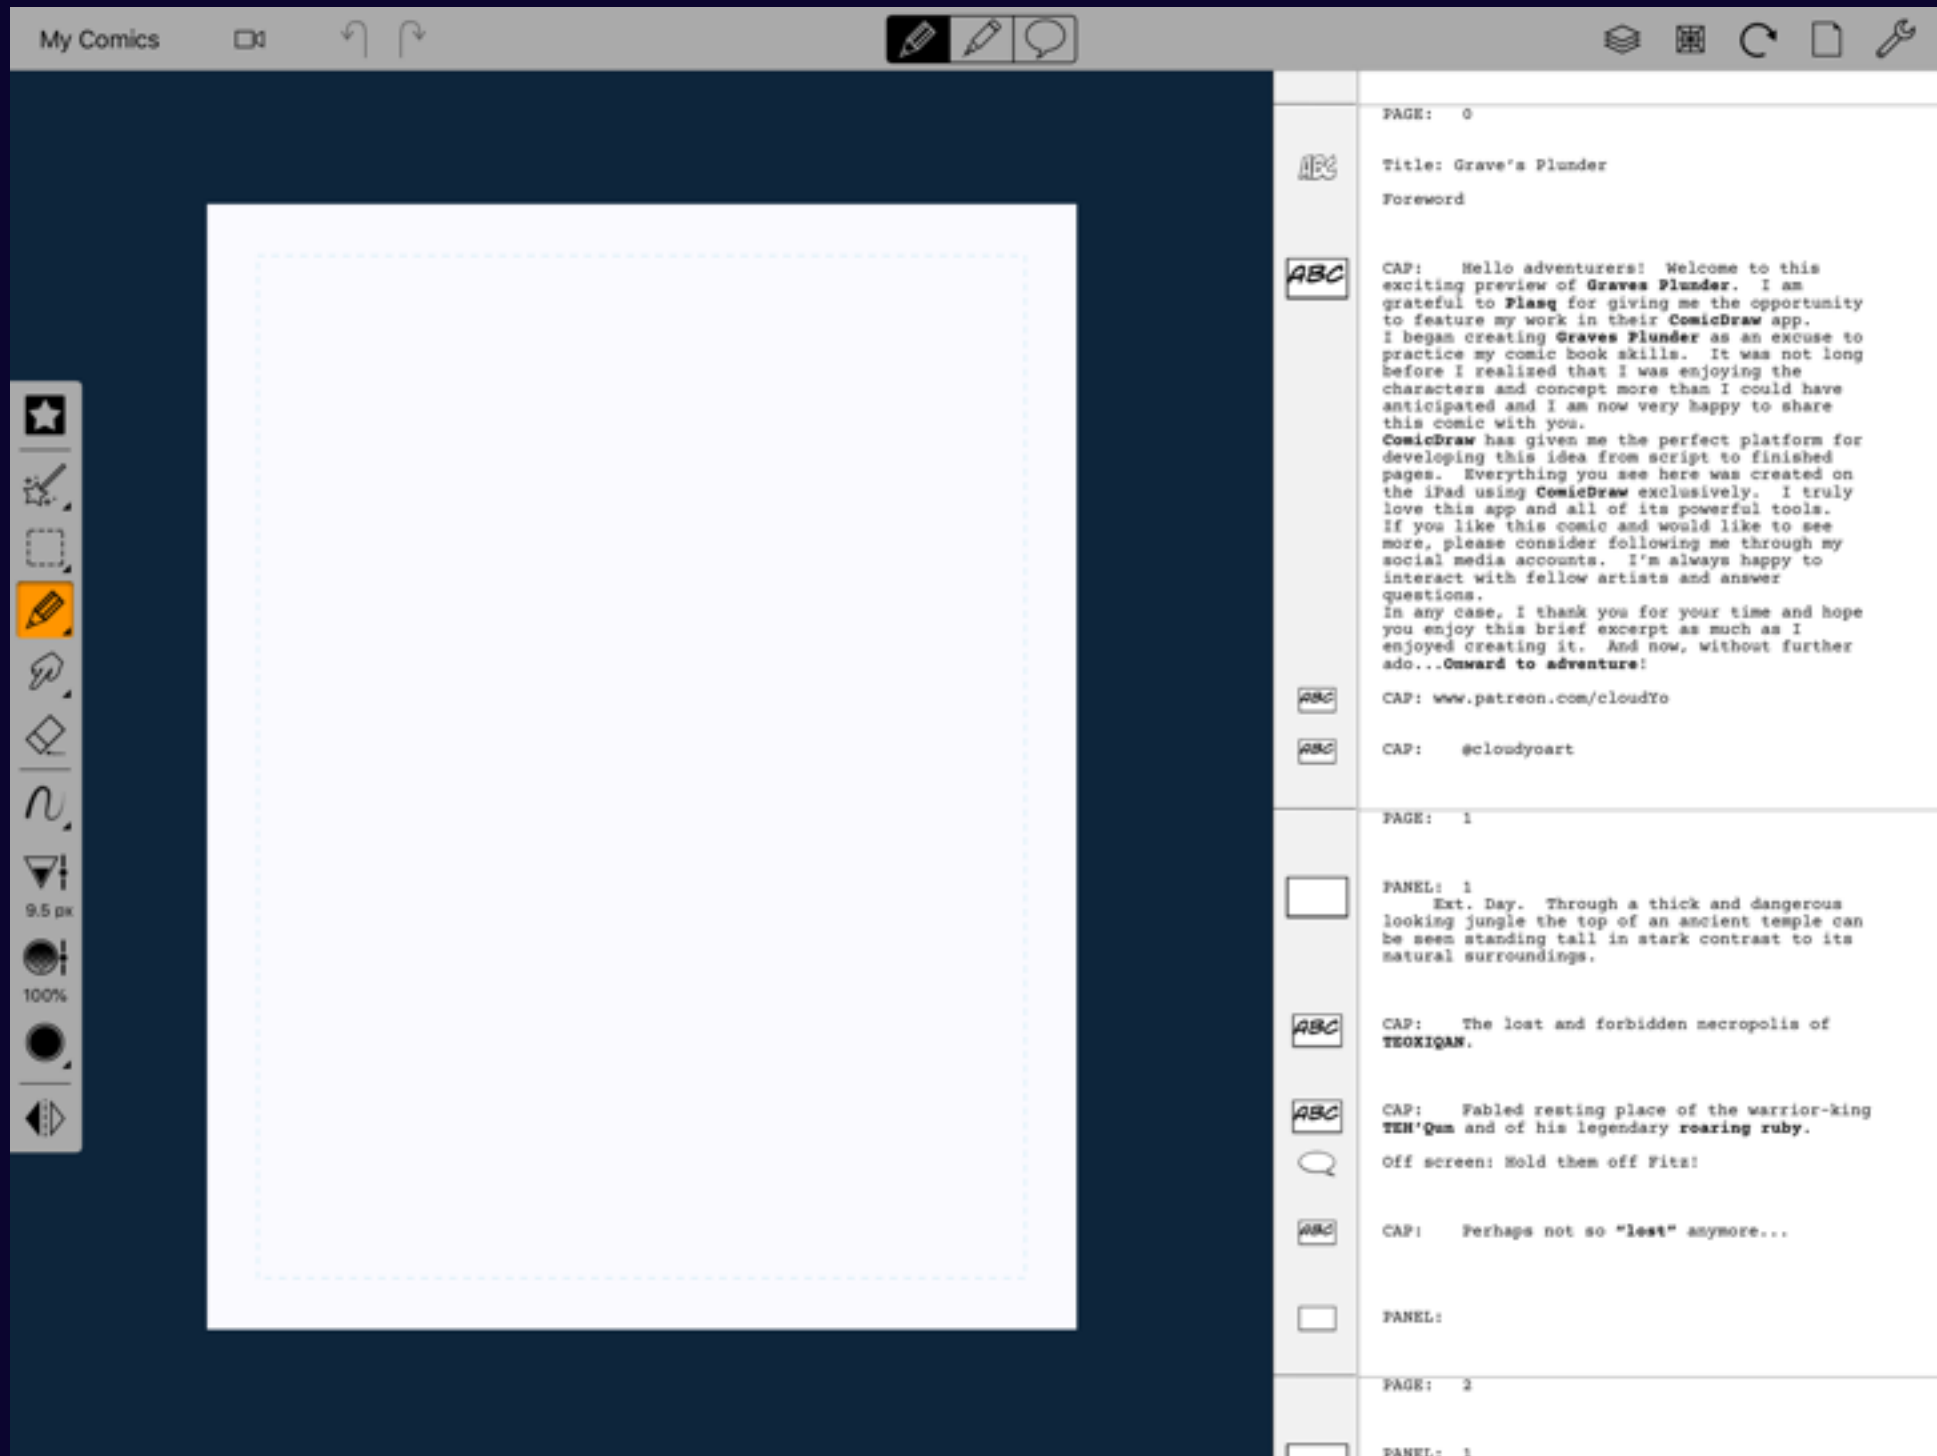 My Comics
PAGE: 0
ABC
Title: Grave's Plunder
Foreword
ABC
CAP: Hello adventurers! Welcome to this
exciting preview of Graves Plunder. I am
grateful to Plasq for giving me the opportunity
to feature my work in their ComicDraw app.
I began creating Graves Plunder as an excuse to
practice my comic book skills. It was not long
before I realized that I was enjoying the
characters and concept more than I could have
anticipated and I am now very happy to share
this comic with you.
ComicDraw has given me the perfect platform for
developing this idea from script to finished
pages. Everything you see here was created on
the iPad using ComicDraw exclusively. I truly
love this app and all of its powerful tools.
If you like this comic and would like to see
more, please consider following me through my
social media accounts. I'm always happy to
interact with fellow artists and answer
questions.
In any case, I thank you for your time and hope
you enjoy this brief excerpt as much as I
enjoyed creating it. And now, without further
ado...Onward to adventure!
ABC
CAP: www.patreon.com/cloudYo
ABC
CAP: @cloudyoart
PAGE: 1
PANEL: 1
Ext. Day. Through a thick and dangerous
looking jungle the top of an ancient temple can
be seen standing tall in stark contrast to its
natural surroundings.
ABC
CAP: The lost and forbidden necropolis of
TEOXIQAN.
ABC
CAP: Fabled resting place of the warrior-king
TEH'Qun and of his legendary roaring ruby.
Off screen: Hold them off Fitz!
ABC
CAP: Perhaps not so "lost" anymore...
PANEL:
PAGE: 2
PANEL: 1
9.5 px
100%